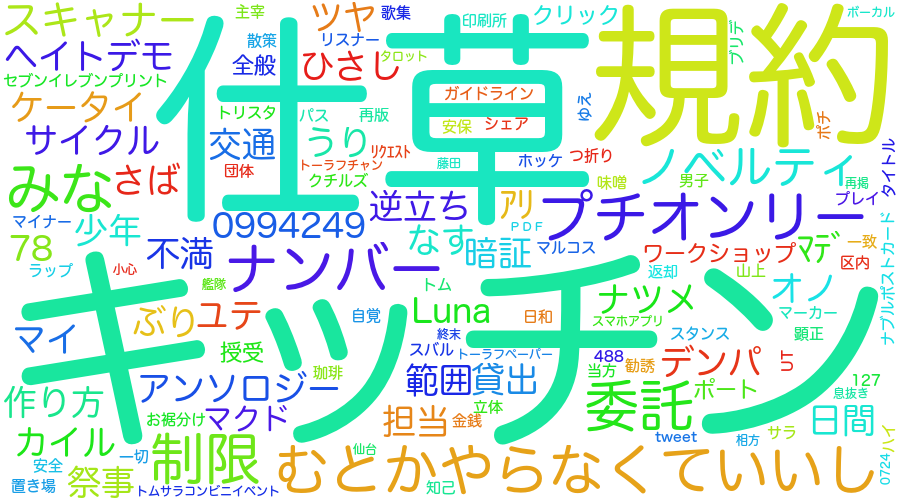 スキャナー
主宰
ツヤ
歌集
印刷所
クリック
ボーカル
ヘイトデモ
散策
リスナー
タロット
仕草
規約
プリデ
セブンイレブンプリント
全般
ひさし
ケータイ
トリスタ
パス
再版
ガイドライン
ゆえ
ポチ
サイクル
交通
うり
ﾘｸｴｽﾄ
安保
シェア
つ折り
ノベルティ
タイトル
みな
さば
団体
トーラフチャン
クチルズ
藤田
ホッケ
味噌
男子
再掲
プレイ
マイナー
少年
0994249
逆立ち
ｱﾘ
プチオンリー
78
不満
ナンバー
なす
暗証
ＰＤＦ
マルコス
ワークショップ
ﾏﾃﾞ
一致
ラップ
小心
艦隊
トム
返却
山上
区内
ナープルポストカード
キッチン
オノ
マイ
ぶり
ユテ
自覚
Luna
日和
ナツメ
スマホアプリ
マーカー
顕正
終末
スタンス
授受
スバル
トーラフペーパー
488
デンパ
ら
作り方
アンソロジー
珈琲
範囲
貸出
当方
勧誘
ポート
127
息抜き
お裾分け
マクド
担当
金銭
立体
委託
日間
カイル
一切
制限
仙台
tweet
相方
サラ
ハイ
安全
祭事
むとかやらなくていいし
置き場
トムサラコンビニイベント
知己
0724